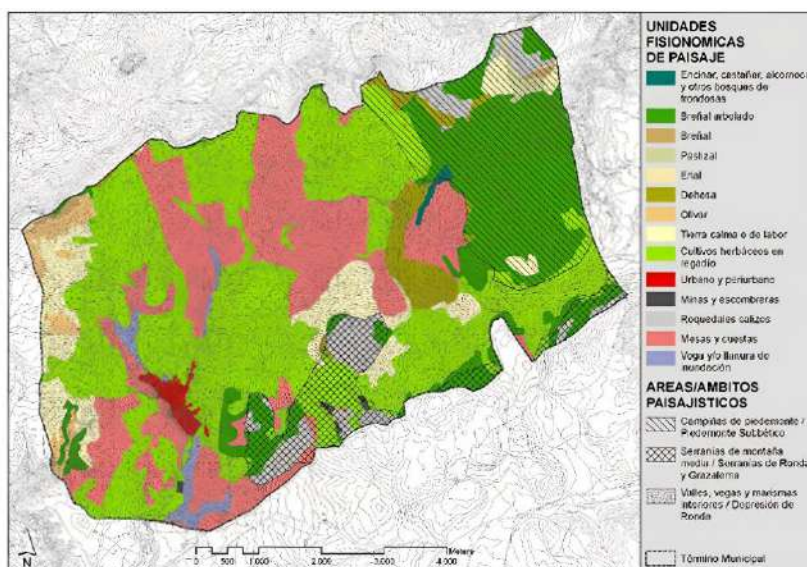 UNIDADES
FISIONOMICAS
DE PAISAJE
Encinar, castañar, alcornocal
y otros bosques de
frondosas
Breñal arbolado
Breñal
Pastizal
Erial
Dehesa
Olivar
Tierra calma o de labor
Cultivos herbáceos en
regadío
Urbano y periurbano
Minas y escombreras
Roquedales calizos
Mesas y cuestas
Vega y/o llanura de
inundación
AREAS/AMBITOS
PAISAJISTICOS
Campiñas de piedemonte /
Piedemonte Subbético
Serranías de montaña
media / Serranías de Ronda
y Grazalema
Valles, vegas y marismas
interiores / Depresión de
Ronda
Término Municipal
N
Meters
0 500 1.000 2.000 3.000 4.000